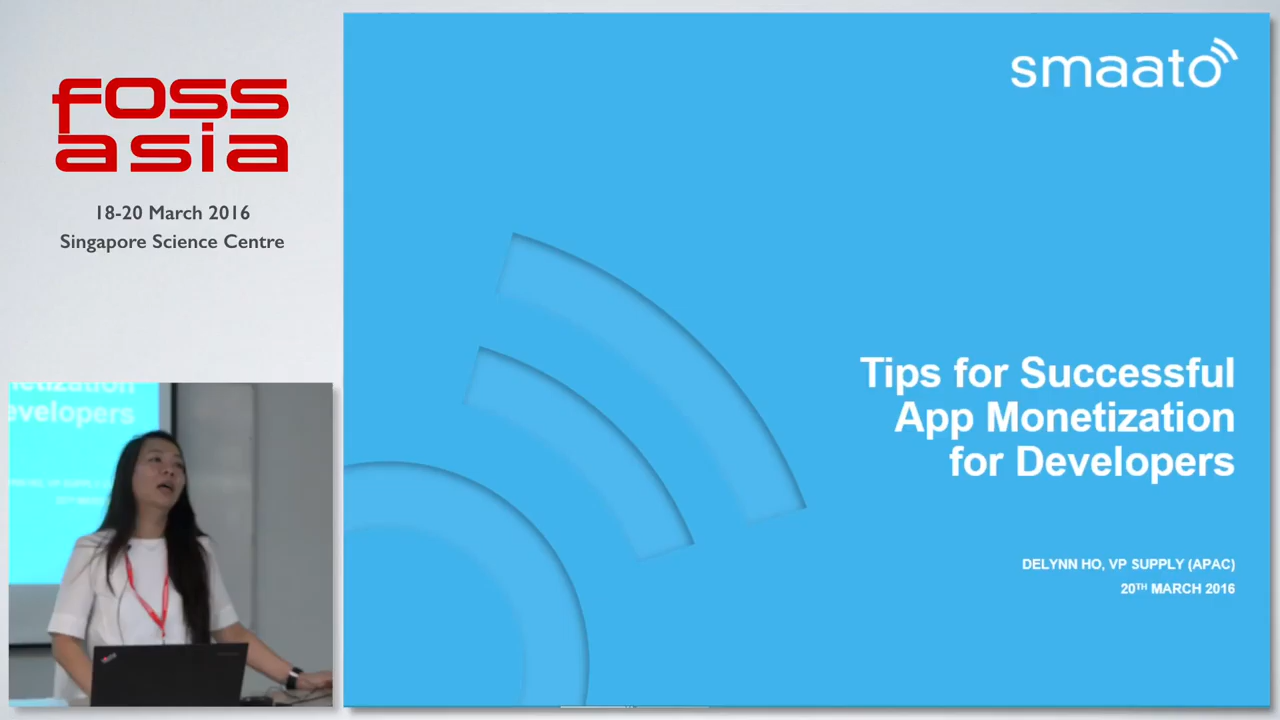 foss
asia
18-20 March 2016
Singapore Science Centre
smaato
Tips for Successful
App Monetization
for Developers
DELYNN HO, VP SUPPLY (APAC)
20TH MARCH 2016
Developers